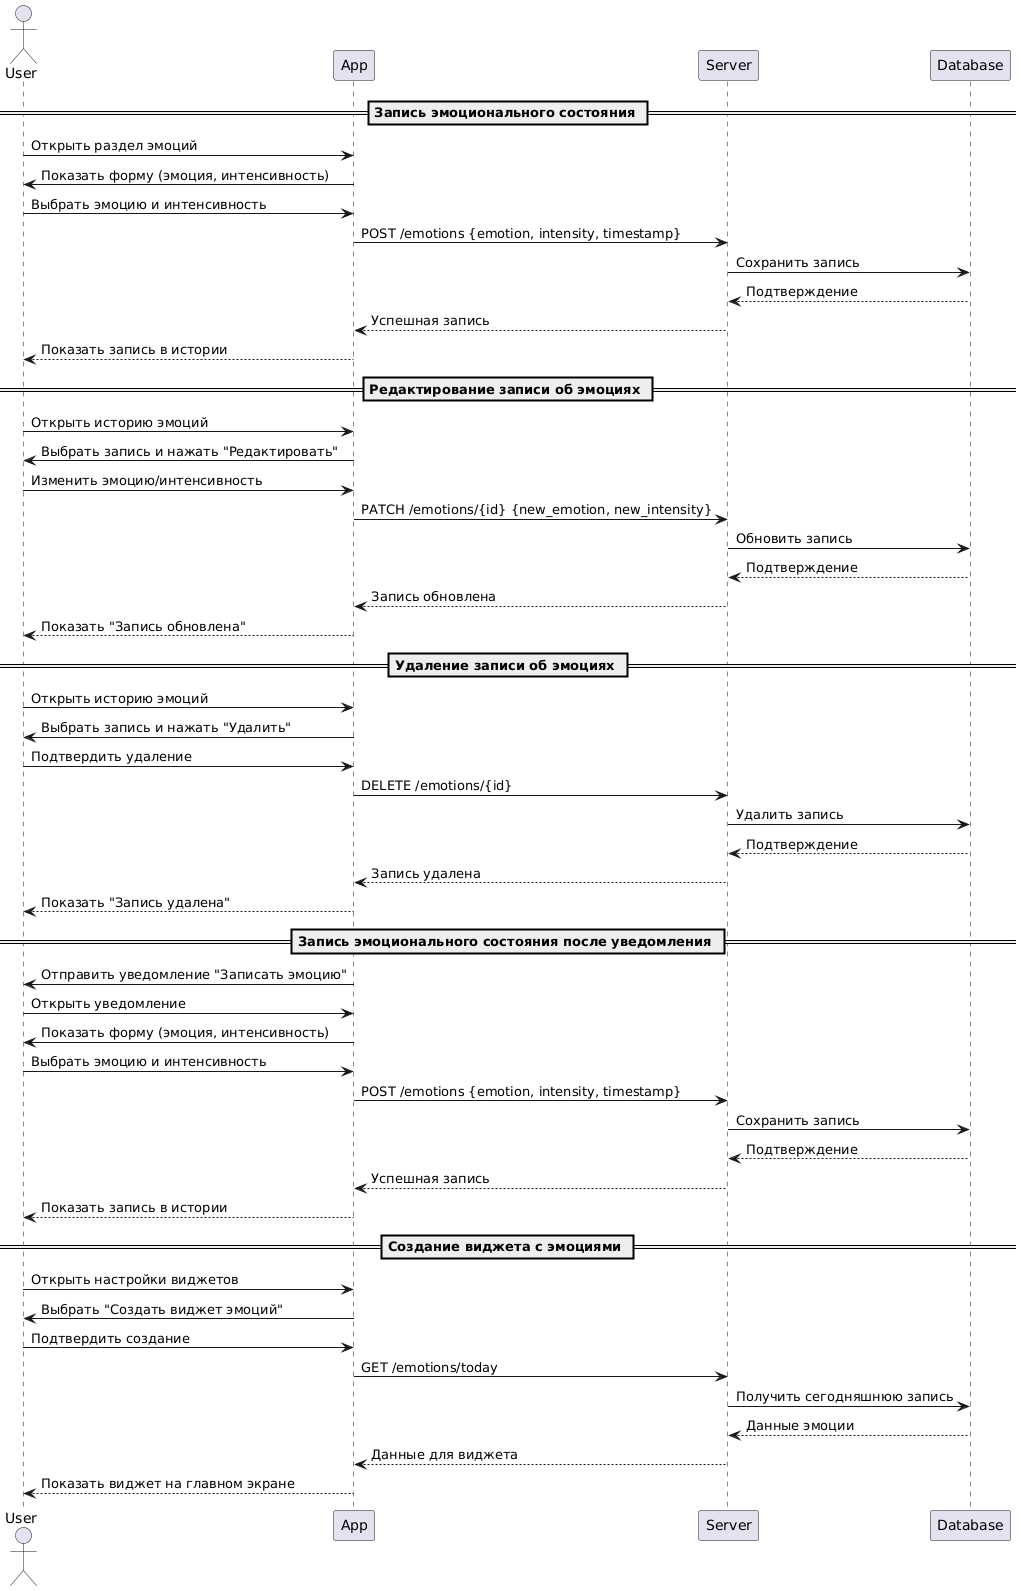 User
App
Server
Database
Запись эмоционального состояния
Открыть раздел эмоций
Показать форму (эмоция, интенсивность)
Выбрать эмоцию и интенсивность
POST /emotions {emotion, intensity, timestamp}
Сохранить запись
Подтверждение
Успешная запись
Показать запись в истории
Редактирование записи об эмоциях
Открыть историю эмоций
Выбрать запись и нажать "Редактировать"
Изменить эмоцию/интенсивность
PATCH /emotions/{id} {new_emotion, new_intensity}
Обновить запись
Подтверждение
Запись обновлена
Показать "Запись обновлена"
Удаление записи об эмоциях
Открыть историю эмоций
Выбрать запись и нажать "Удалить"
Подтвердить удаление
DELETE /emotions/{id}
Удалить запись
Подтверждение
Запись удалена
Показать "Запись удалена"
Запись эмоционального состояния после уведомления
Отправить уведомление "Записать эмоцию"
Открыть уведомление
Показать форму (эмоция, интенсивность)
Выбрать эмоцию и интенсивность
POST /emotions {emotion, intensity, timestamp}
Сохранить запись
Подтверждение
Успешная запись
Показать запись в истории
Создание виджета с эмоциями
Открыть настройки виджетов
Выбрать "Создать виджет эмоций"
Подтвердить создание
GET /emotions/today
Получить сегодняшнюю запись
Данные эмоции
Данные для виджета
Показать виджет на главном экране
User
App
Server
Database